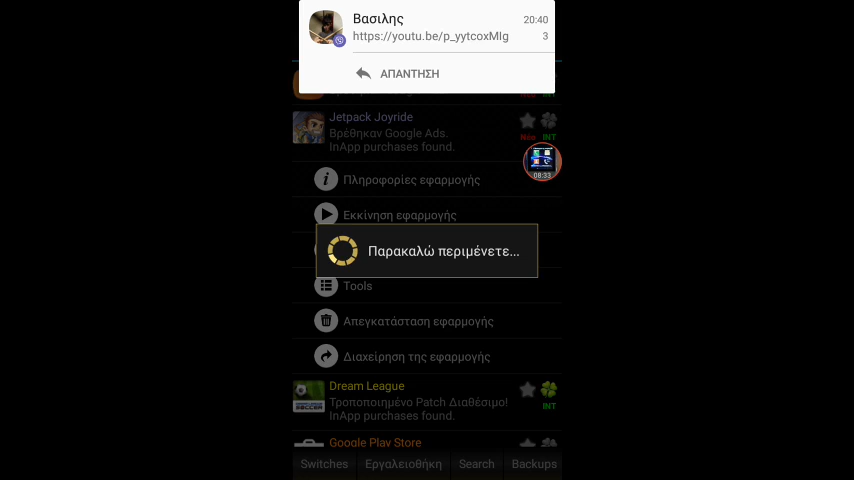 Βασιλης
20:40
https://youtu.be/p_yytcoxMIg
3
ΑΠΑΝΤΗΣΗ
Jetpack Joyride
Βρέθηκαν Google Ads.
InApp purchases found.
Νέο INT
08:33
Πληροφορίες εφαρμογής
Εκκίνηση εφαρμογής
Παρακαλώ περιμένετε...
Tools
Απεγκατάσταση εφαρμογής
Διαχείρηση της εφαρμογής
Dream League
Τροποποιημένο Patch Διαθέσιμο!
InApp purchases found.
INT
Google Play Store
Switches Εργαλειοθήκη Search Backups